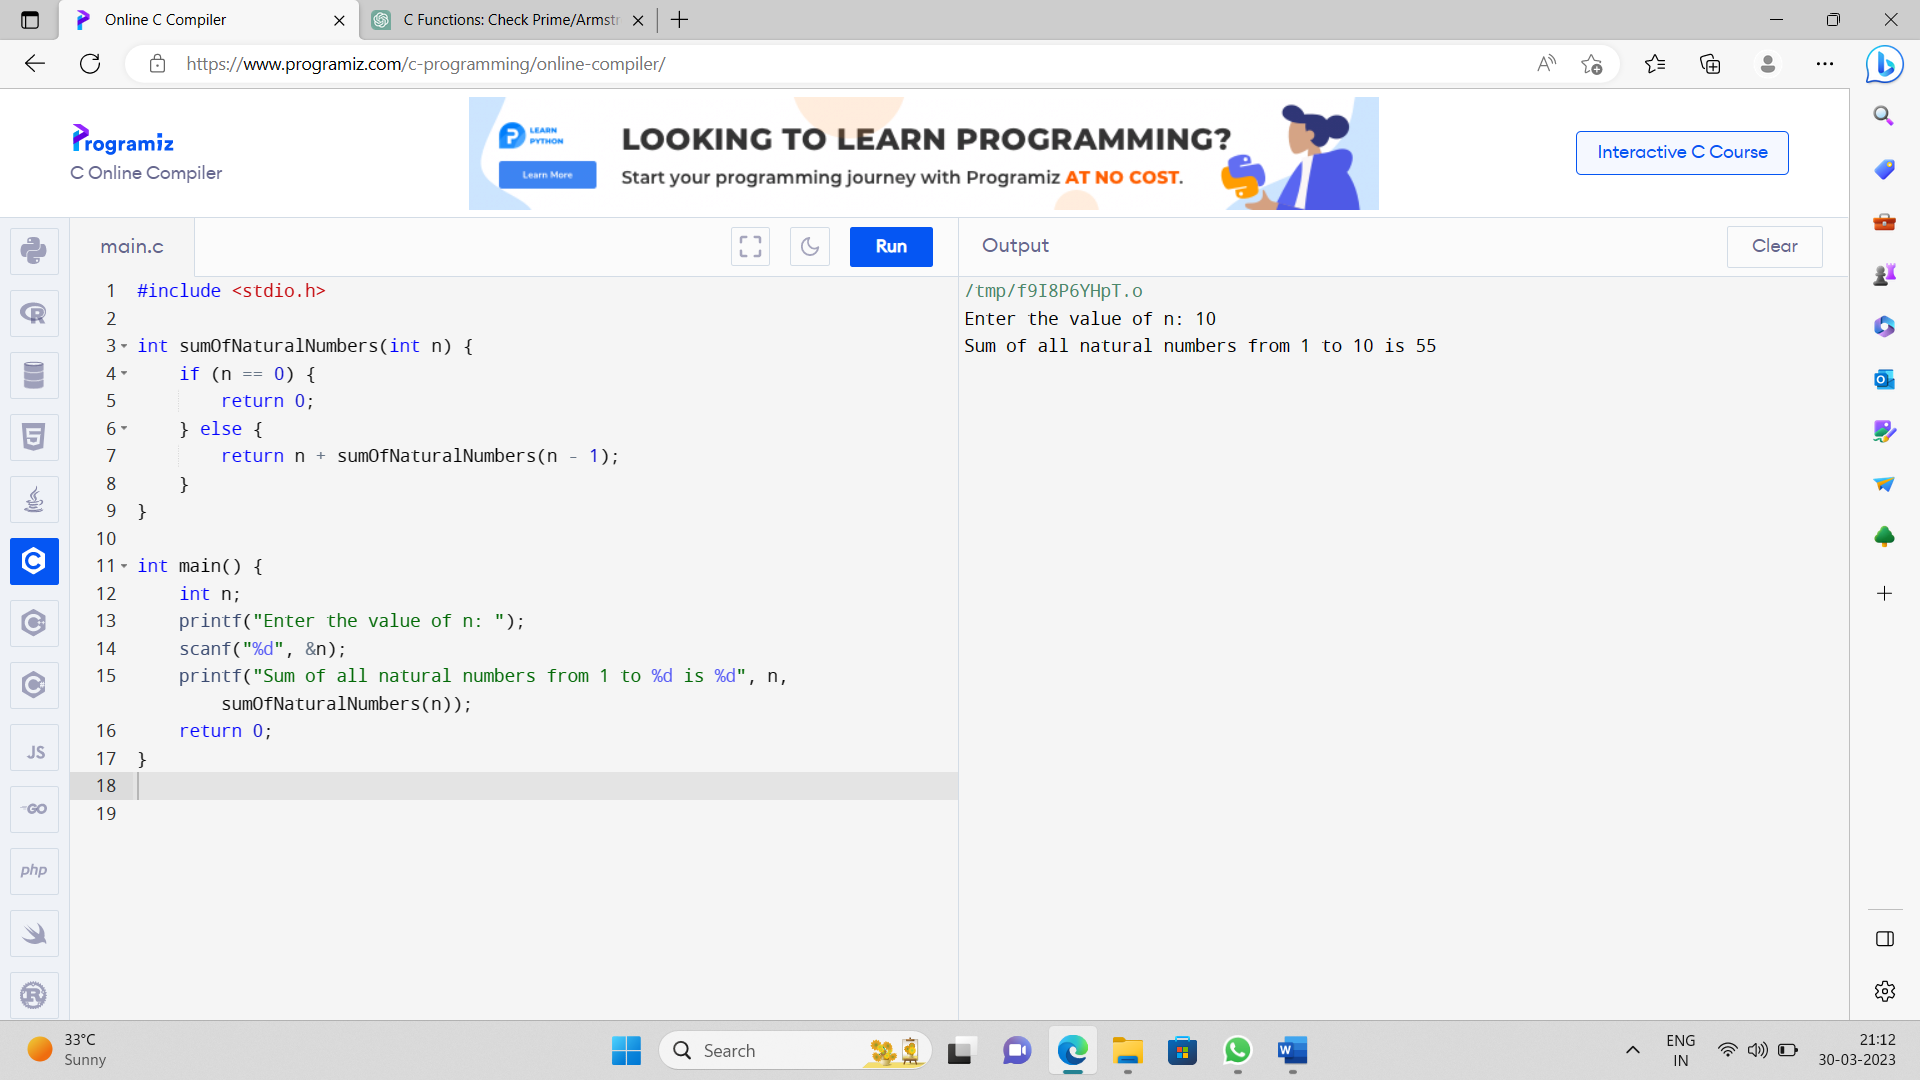 Online C Compiler
C Functions: Check Prime/Armstr
https://www.programiz.com/c-programming/online-compiler/
Programiz
C Online Compiler
LEARN
PYTHON
Learn More
LOOKING TO LEARN PROGRAMMING?
Start your programming journey with Programiz AT NO COST.
Interactive C Course
main.c
Run
Output
Clear
1 #include <stdio.h>
2
3 int sumOfNaturalNumbers(int n) {
4     if (n == 0) {
5         return 0;
6     } else {
7         return n + sumOfNaturalNumbers(n - 1);
8     }
9 }
10
11 int main() {
12     int n;
13     printf("Enter the value of n: ");
14     scanf("%d", &n);
15     printf("Sum of all natural numbers from 1 to %d is %d", n,
        sumOfNaturalNumbers(n));
16     return 0;
17 }
18
19
/tmp/f9I8P6YHpT.o
Enter the value of n: 10
Sum of all natural numbers from 1 to 10 is 55
JS
GO
php
33°C
Sunny
Search
ENG
IN
21:12
30-03-2023